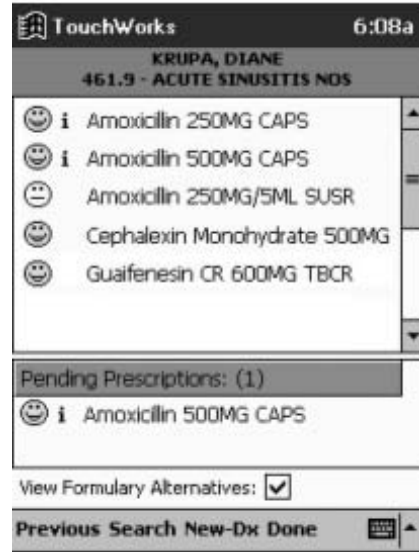 TouchWorks 6:08a
KRUPA, DIANE
461.9 - ACUTE SINUSITIS NOS
i Amoxicillin 250MG CAPS
i Amoxicillin 500MG CAPS
Amoxicillin 250MG/5ML SUSR
Cephalexin Monohydrate 500MG
Guaifenesin CR 600MG TBCR
Pending Prescriptions: (1)
i Amoxicillin 500MG CAPS
View Formulary Alternatives:
Previous Search New-Dx Done